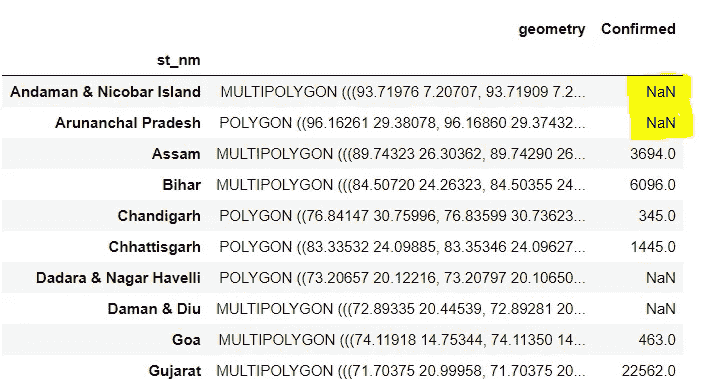 geometry Confirmed
st_nm
Andaman & Nicobar Island MULTIPOLYGON (((93.71976 7.20707, 93.71909 7.2... NaN
Arunanchal Pradesh POLYGON ((96.16261 29.38078, 96.16860 29.37432... NaN
Assam MULTIPOLYGON (((89.74323 26.30362, 89.74290 26... 3694.0
Bihar MULTIPOLYGON (((84.50720 24.26323, 84.50355 24... 6096.0
Chandigarh POLYGON ((76.84147 30.75996, 76.83599 30.73623... 345.0
Chhattisgarh POLYGON ((83.33532 24.09885, 83.35346 24.09627... 1445.0
Dadara & Nagar Havelli POLYGON ((73.20657 20.12216, 73.20797 20.10650... NaN
Daman & Diu MULTIPOLYGON (((72.89335 20.44539, 72.89281 20... NaN
Goa MULTIPOLYGON (((74.11918 14.75344, 74.11350 14... 463.0
Gujarat MULTIPOLYGON (((71.70375 20.99958, 71.70375 20... 22562.0